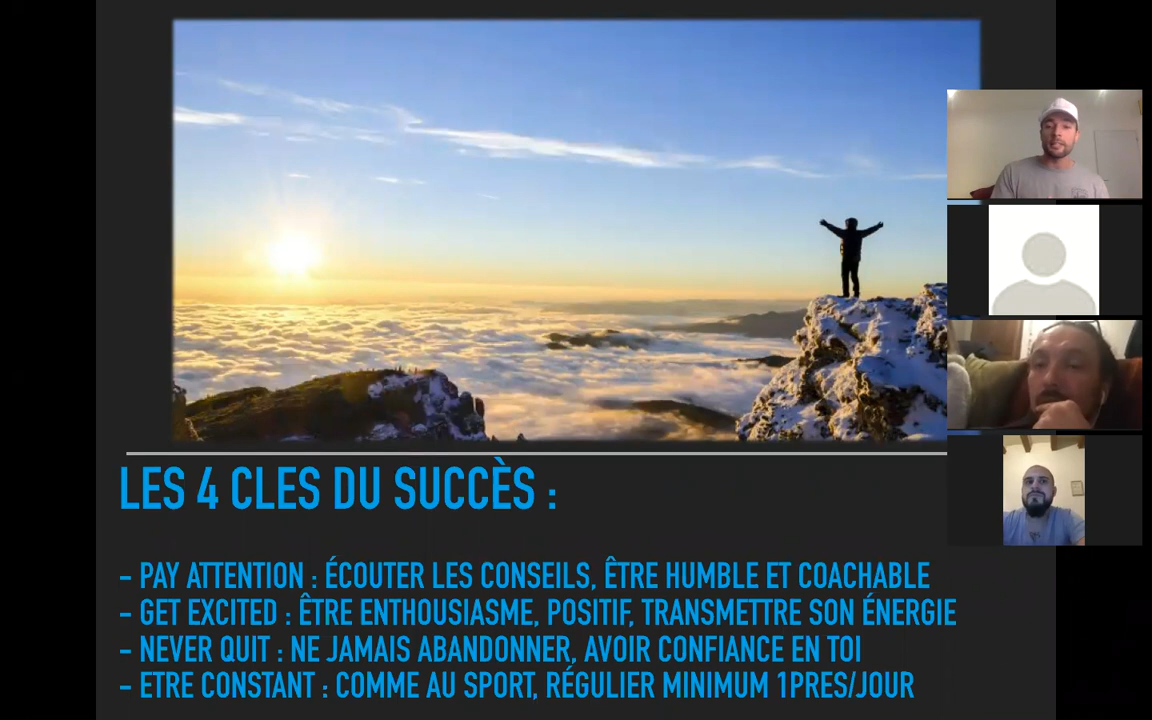 LES 4 CLES DU SUCCÈS :
- PAY ATTENTION : ÉCOUTER LES CONSEILS, ÊTRE HUMBLE ET COACHABLE
- GET EXCITED : ÊTRE ENTHOUSIASME, POSITIF, TRANSMETTRE SON ÉNERGIE
- NEVER QUIT : NE JAMAIS ABANDONNER, AVOIR CONFIANCE EN TOI
- ETRE CONSTANT : COMME AU SPORT, RÉGULIER MINIMUM 1PRES/JOUR